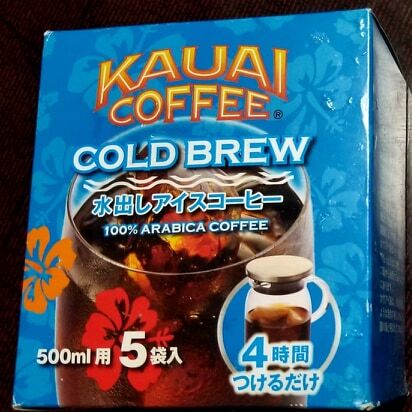 KAUAI
COFFEE®
COLD BREW
水出しアイスコーヒー
100% ARABICA COFFEE
500ml用 5袋入
4時間
つけるだけ